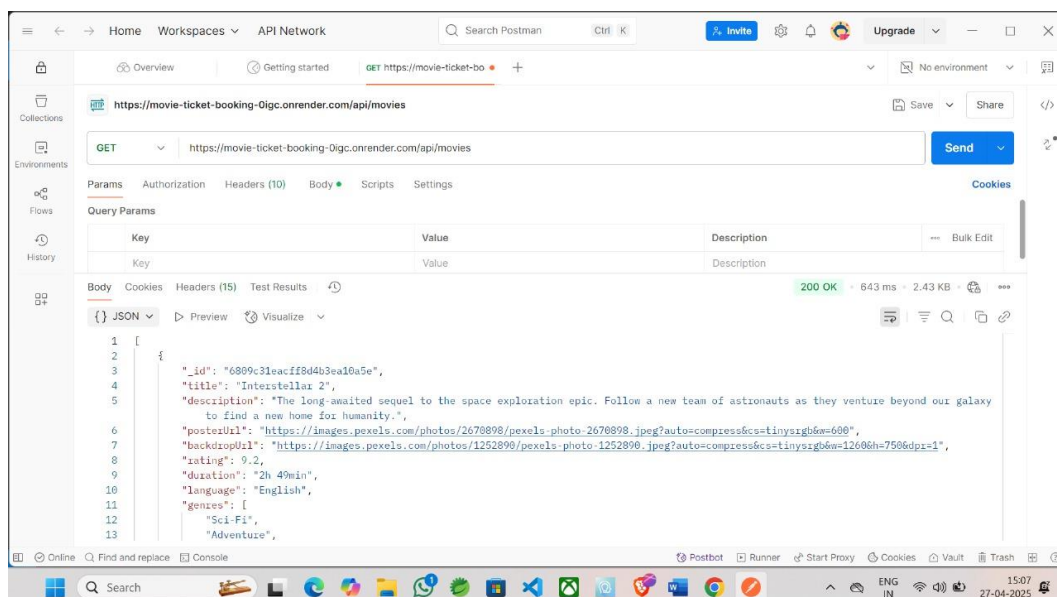 Home Workspaces API Network Search Postman Ctrl K Invite Upgrade
Overview Getting started GET https://movie-ticket-bo No environment
HTTP https://movie-ticket-booking-0igc.onrender.com/api/movies Save Share
Collections
GET https://movie-ticket-booking-0igc.onrender.com/api/movies Send
Environments
Params Authorization Headers (10) Body Scripts Settings Cookies
Flows
Query Params
Key Value Description Bulk Edit
History
Key Value Description
Body Cookies Headers (15) Test Results 200 OK 643 ms 2.43 KB
{} JSON Preview Visualize
1 [
2 {
3 "_id": "6809c31eacff8d4b3ea10a5e",
4 "title": "Interstellar 2",
5 "description": "The long-awaited sequel to the space exploration epic. Follow a new team of astronauts as they venture beyond our galaxy
to find a new home for humanity.",
6 "posterUrl": "https://images.pexels.com/photos/2670898/pexels-photo-2670898.jpeg?auto=compress&cs=tinysrgb&w=600",
7 "backdropUrl": "https://images.pexels.com/photos/1252890/pexels-photo-1252890.jpeg?auto=compress&cs=tinysrgb&w=1260&h=750&dpr=1",
8 "rating": 9.2,
9 "duration": "2h 49min",
10 "language": "English",
11 "genres": [
12 "Sci-Fi",
13 "Adventure",
Online Find and replace Console Postbot Runner Start Proxy Cookies Vault Trash
Search ENG 15:07
IN 27-04-2025